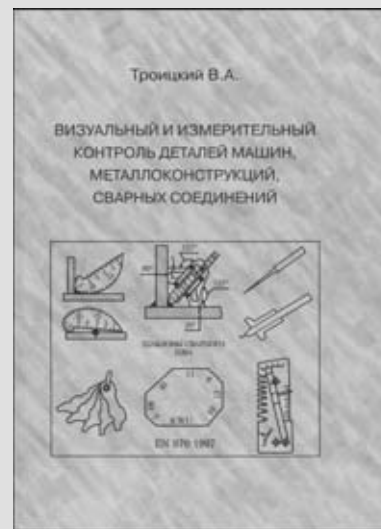 Троицкий В.А.
ВИЗУАЛЬНЫЙ И ИЗМЕРИТЕЛЬНЫЙ
КОНТРОЛЬ ДЕТАЛЕЙ МАШИН,
МЕТАЛЛОКОНСТРУКЦИЙ,
СВАРНЫХ СОЕДИНЕНИЙ
EN 970 1997